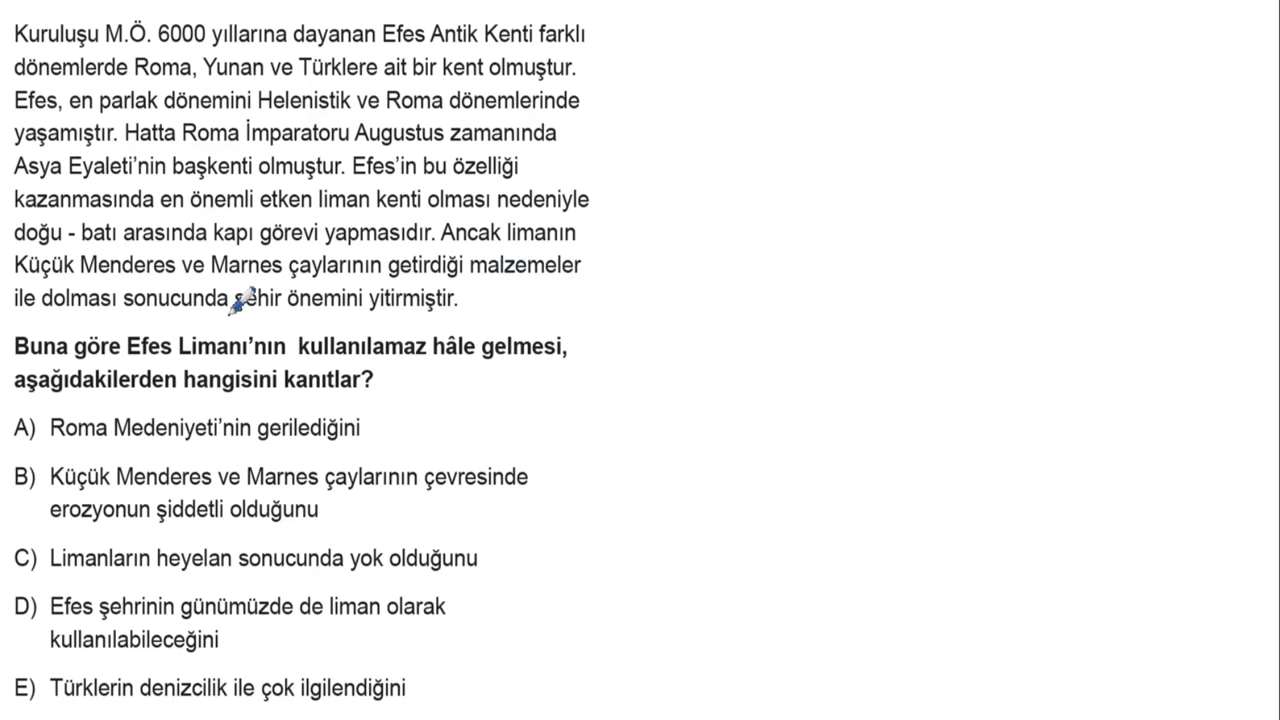 Kuruluşu M.Ö. 6000 yıllarına dayanan Efes Antik Kenti farklı
dönemlerde Roma, Yunan ve Türklere ait bir kent olmuştur.
Efes, en parlak dönemini Helenistik ve Roma dönemlerinde
yaşamıştır. Hatta Roma İmparatoru Augustus zamanında
Asya Eyaleti’nin başkenti olmuştur. Efes’in bu özelliği
kazanmasında en önemli etken liman kenti olması nedeniyle
doğu - batı arasında kapı görevi yapmasıdır. Ancak limanın
Küçük Menderes ve Marnes çaylarının getirdiği malzemeler
ile dolması sonucunda şehir önemini yitirmiştir.
Buna göre Efes Limanı’nın kullanılamaz hâle gelmesi,
aşağıdakilerden hangisini kanıtlar?
A) Roma Medeniyeti’nin gerilediğini
B) Küçük Menderes ve Marnes çaylarının çevresinde
erozyonun şiddetli olduğunu
C) Limanların heyelan sonucunda yok olduğunu
D) Efes şehrinin günümüzde de liman olarak
kullanılabileceğini
E) Türklerin denizcilik ile çok ilgilendiğini